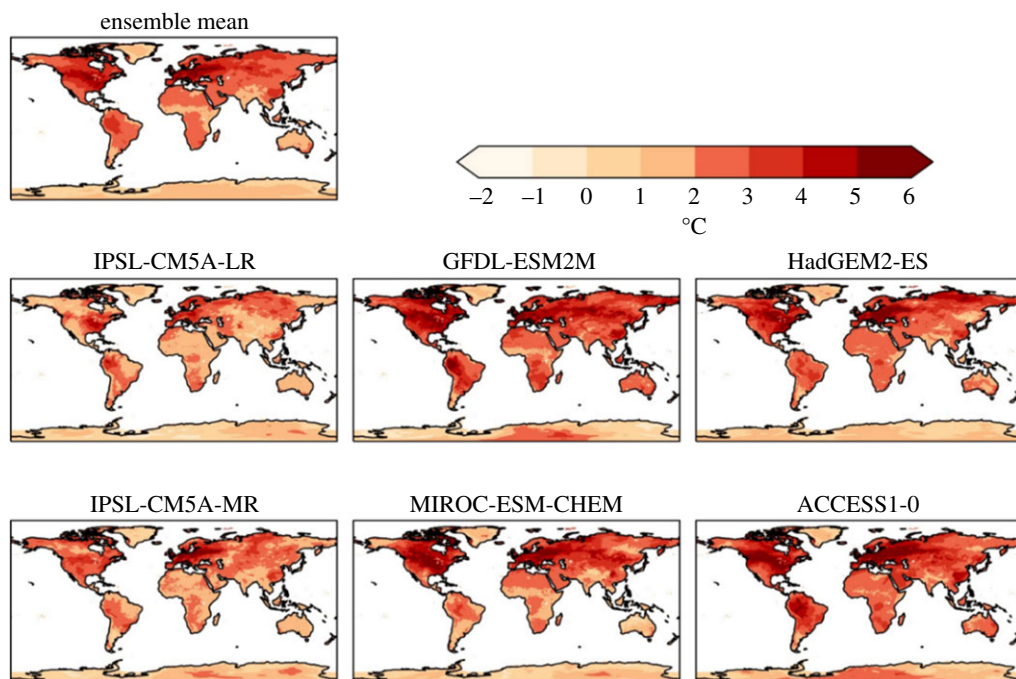 ensemble mean
–2 –1 0 1 2 3 4 5 6
°C
IPSL-CM5A-LR GFDL-ESM2M HadGEM2-ES
IPSL-CM5A-MR MIROC-ESM-CHEM ACCESS1-0